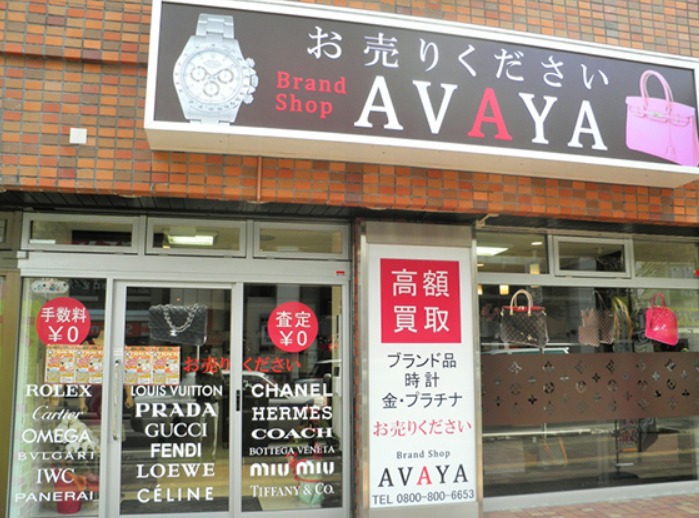 お売りください
Brand
Shop
AVAYA
手数料
¥0
査定
¥0
お売りください
ROLEX
Cartier
OMEGA
BVLGARI
IWC
PANERAI
LOUIS VUITTON
PRADA
GUCCI
FENDI
LOEWE
CÉLINE
CHANEL
HERMÈS
COACH
BOTTEGA VENETA
miu miu
TIFFANY & CO.
高額
買取
ブランド品
時計
金・プラチナ
お売りください
Brand Shop
AVAYA
TEL 0800-800-6653